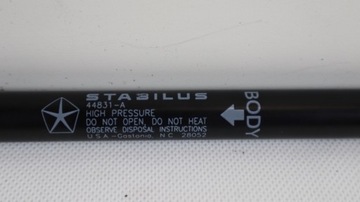 STABILUS
44831-A
HIGH PRESSURE
DO NOT OPEN, DO NOT HEAT
OBSERVE DISPOSAL INSTRUCTIONS
U.S.A-Gastonia, N.C. 28052
BODY